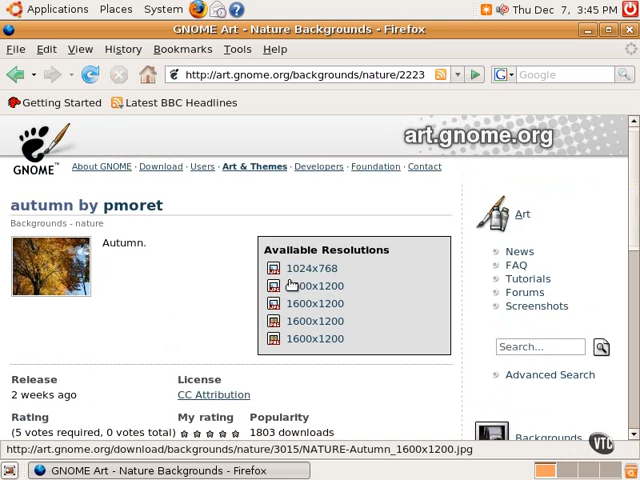 Applications Places System Thu Dec 7, 3:45 PM
GNOME Art - Nature Backgrounds - Firefox
File Edit View History Bookmarks Tools Help
http://art.gnome.org/backgrounds/nature/2223 Google
Getting Started Latest BBC Headlines
art.gnome.org
GNOME™ About GNOME · Download · Users · Art & Themes · Developers · Foundation · Contact
autumn by pmoret
Backgrounds - nature
Autumn.
Available Resolutions
1024x768
1600x1200
1600x1200
1600x1200
Release
2 weeks ago
License
CC Attribution
Rating
(5 votes required, 0 votes total)
My rating
Popularity
1803 downloads
Art
News
FAQ
Tutorials
Forums
Screenshots
Search...
Advanced Search
Backgrounds
VTC
http://art.gnome.org/download/backgrounds/nature/3015/NATURE-Autumn_1600x1200.jpg
GNOME Art - Nature Backgrounds - Firefox